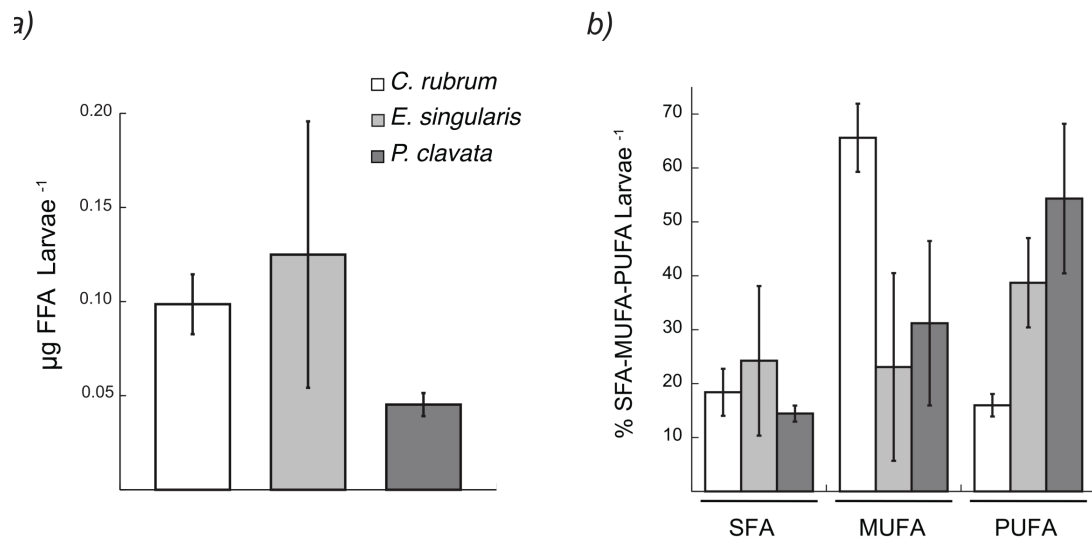 a)
C. rubrum
E. singularis
P. clavata
0.20
0.15
0.10
0.05
µg FFA Larvae -1
b)
70
60
50
40
30
20
10
% SFA-MUFA-PUFA Larvae -1
SFA MUFA PUFA